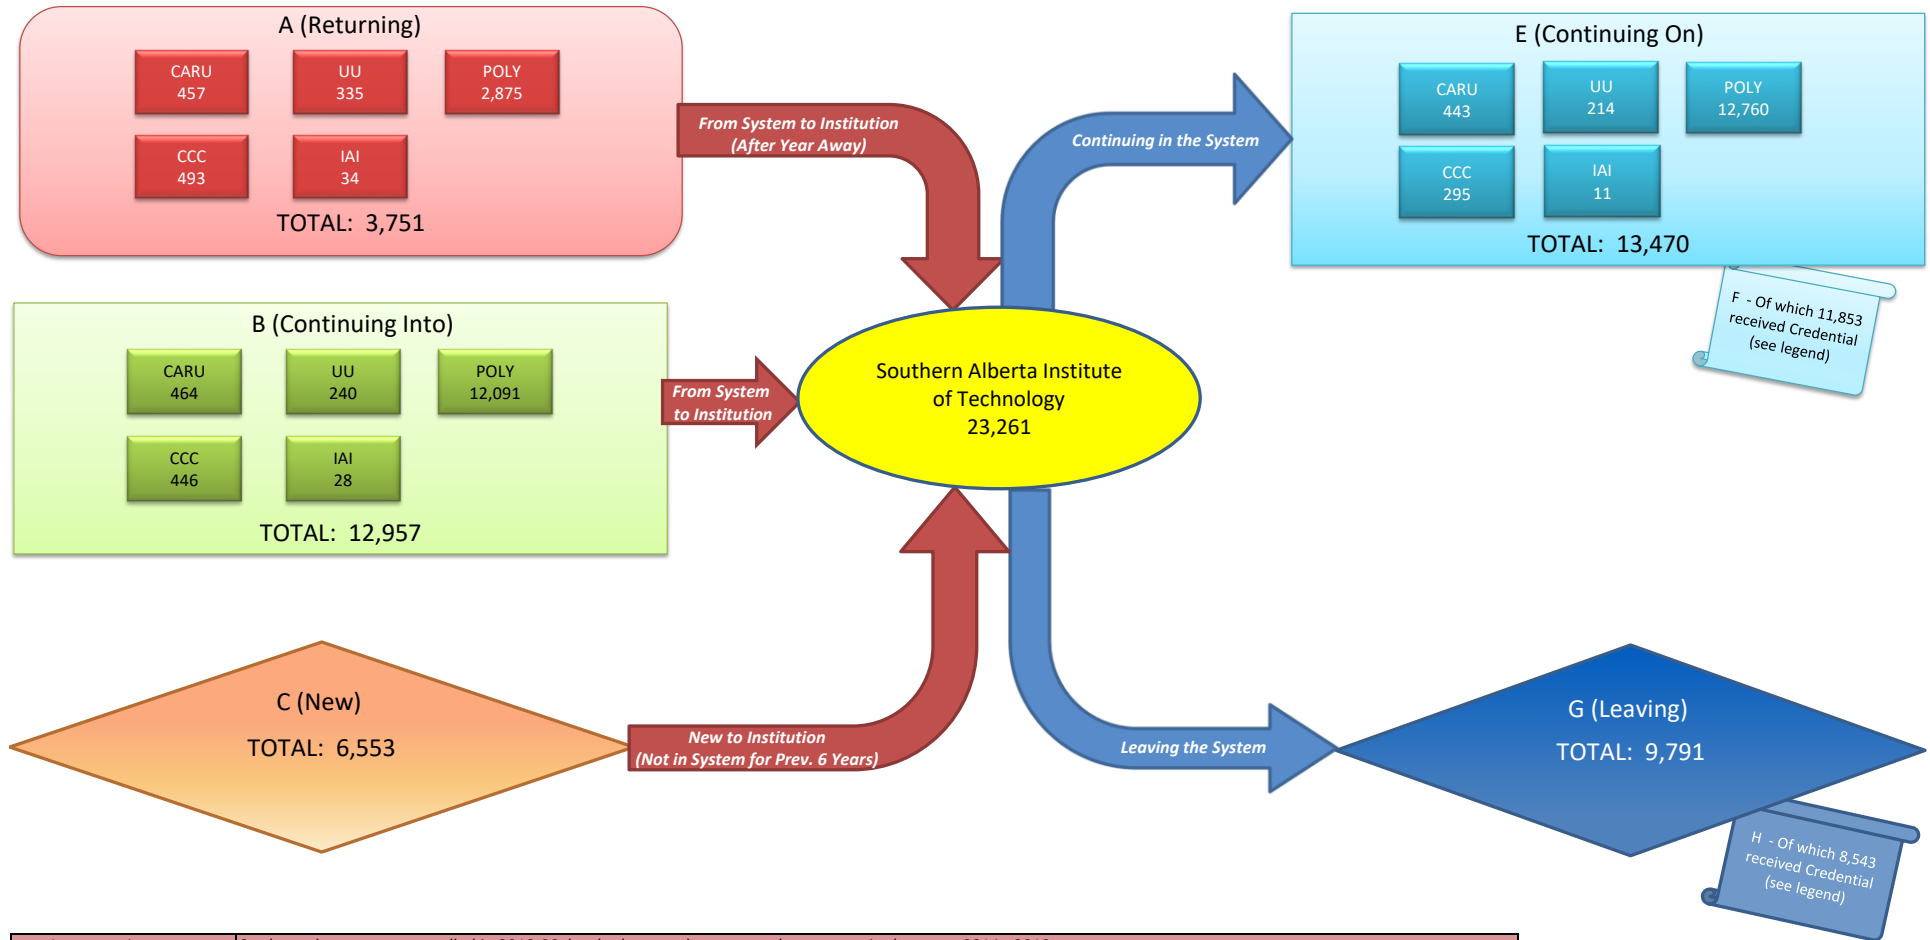 A (Returning)
CARU
457
UU
335
POLY
2,875
CCC
493
IAI
34
TOTAL: 3,751
From System to Institution
(After Year Away)
B (Continuing Into)
CARU
464
UU
240
POLY
12,091
CCC
446
IAI
28
TOTAL: 12,957
From System
to Institution
C (New)
TOTAL: 6,553
New to Institution
(Not in System for Prev. 6 Years)
Southern Alberta Institute
of Technology
23,261
Continuing in the System
E (Continuing On)
CARU
443
UU
214
POLY
12,760
CCC
295
IAI
11
TOTAL: 13,470
F - Of which 11,853
received Credential
(see legend)
Leaving the System
G (Leaving)
TOTAL: 9,791
H - Of which 8,543
received Credential
(see legend)